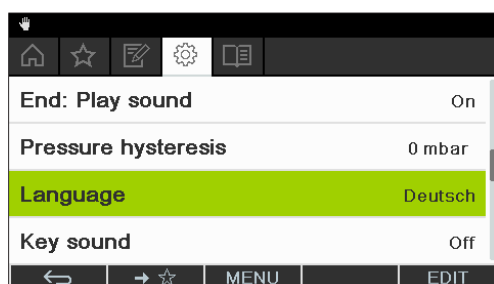 End: Play sound On
Pressure hysteresis 0 mbar
Language Deutsch
Key sound Off
MENU EDIT